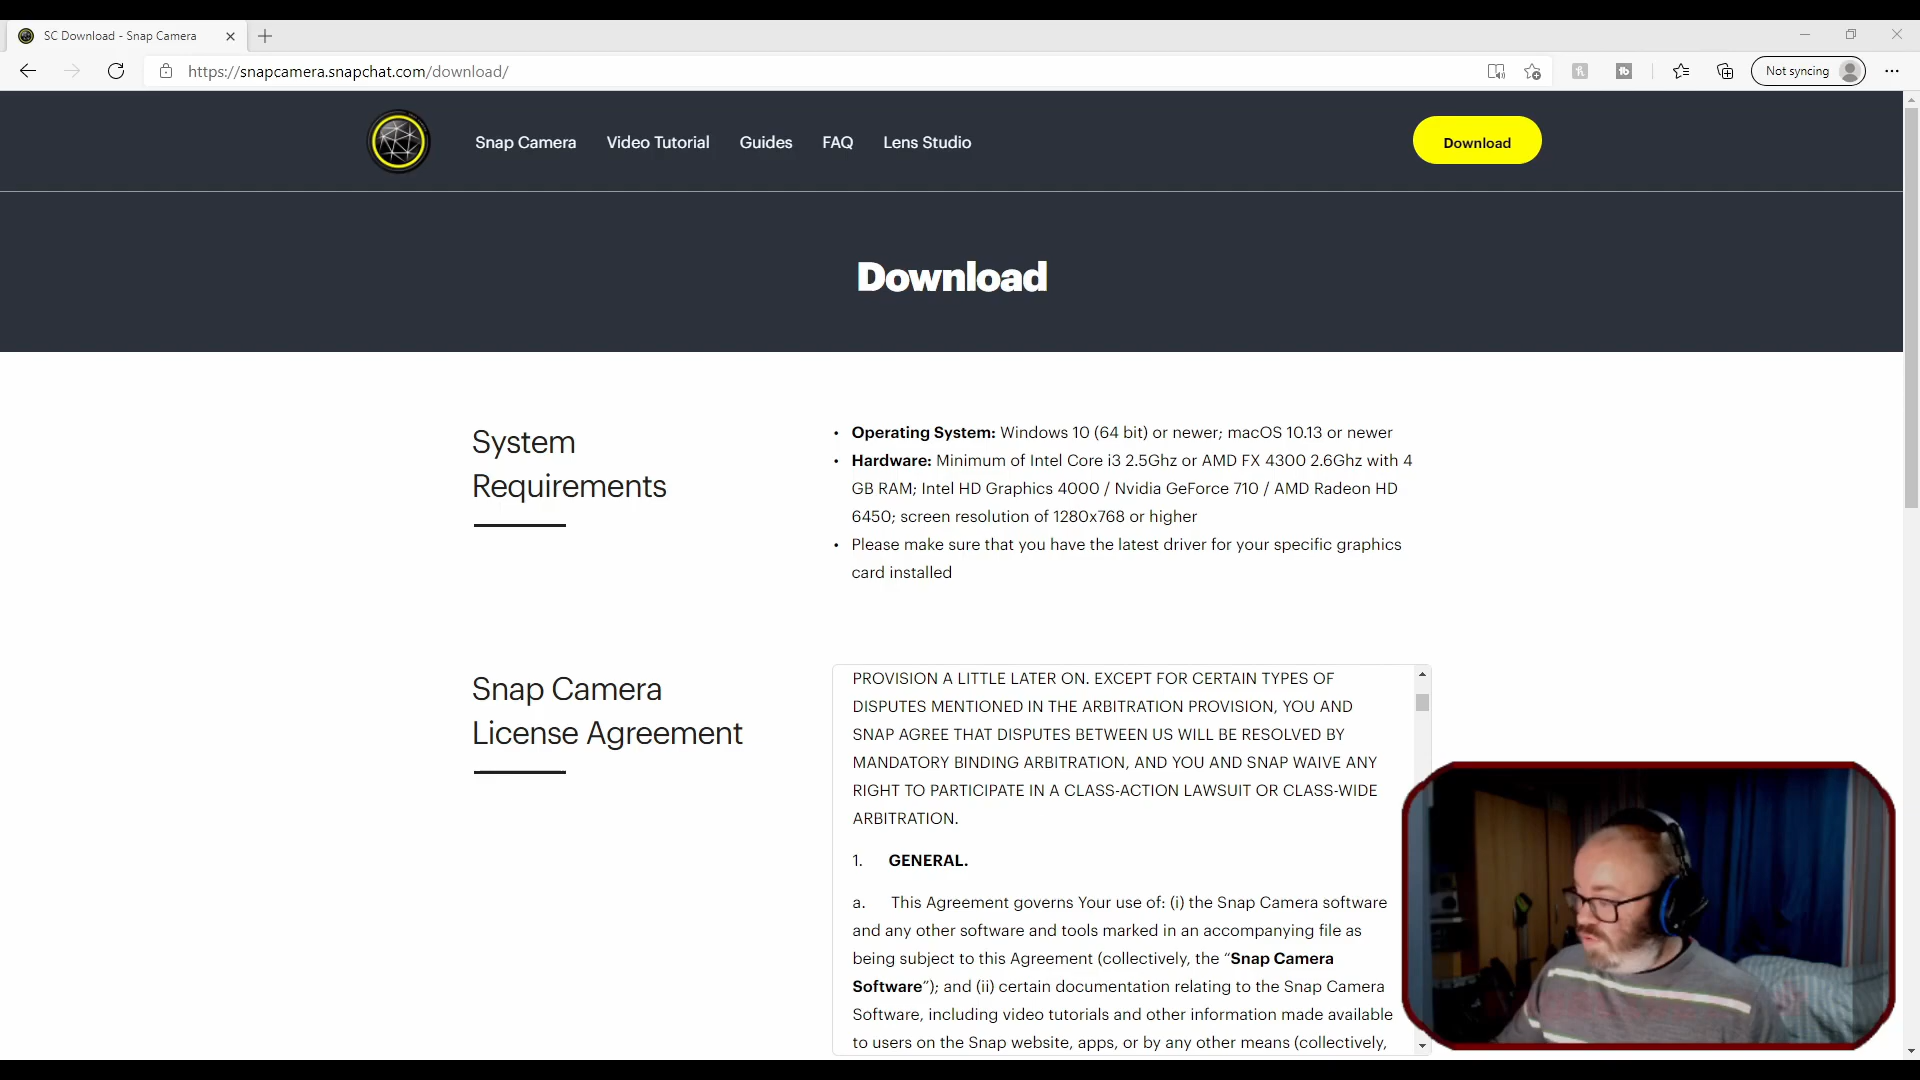 SC Download - Snap Camera
https://snapcamera.snapchat.com/download/
Not syncing
Snap Camera
Video Tutorial
Guides
FAQ
Lens Studio
Download
Download
System
Requirements
• Operating System: Windows 10 (64 bit) or newer; macOS 10.13 or newer
• Hardware: Minimum of Intel Core i3 2.5Ghz or AMD FX 4300 2.6Ghz with 4
GB RAM; Intel HD Graphics 4000 / Nvidia GeForce 710 / AMD Radeon HD
6450; screen resolution of 1280x768 or higher
• Please make sure that you have the latest driver for your specific graphics
card installed
Snap Camera
License Agreement
PROVISION A LITTLE LATER ON. EXCEPT FOR CERTAIN TYPES OF
DISPUTES MENTIONED IN THE ARBITRATION PROVISION, YOU AND
SNAP AGREE THAT DISPUTES BETWEEN US WILL BE RESOLVED BY
MANDATORY BINDING ARBITRATION, AND YOU AND SNAP WAIVE ANY
RIGHT TO PARTICIPATE IN A CLASS-ACTION LAWSUIT OR CLASS-WIDE
ARBITRATION.
1. GENERAL.
a. This Agreement governs Your use of: (i) the Snap Camera software
and any other software and tools marked in an accompanying file as
being subject to this Agreement (collectively, the “Snap Camera
Software”); and (ii) certain documentation relating to the Snap Camera
Software, including video tutorials and other information made available
to users on the Snap website, apps, or by any other means (collectively,